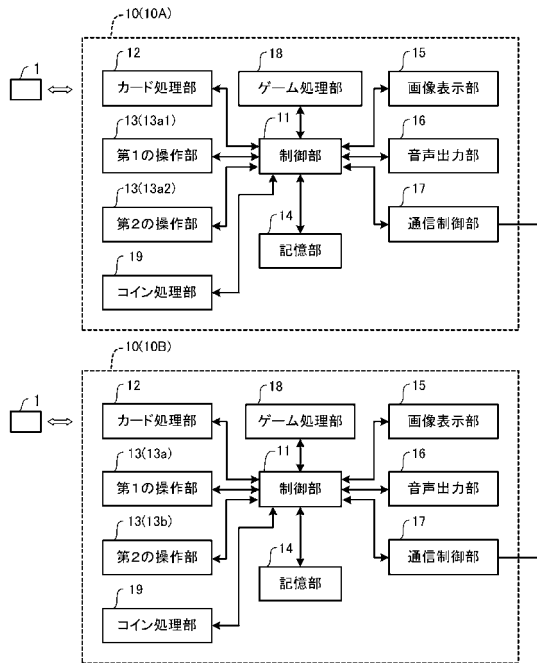 10(10A)
1
12
カード処理部
18
ゲーム処理部
15
画像表示部
13(13a1)
第1の操作部
11
制御部
16
音声出力部
13(13a2)
第2の操作部
14
記憶部
17
通信制御部
19
コイン処理部
10(10B)
1
12
カード処理部
18
ゲーム処理部
15
画像表示部
13(13a)
第1の操作部
11
制御部
16
音声出力部
13(13b)
第2の操作部
14
記憶部
17
通信制御部
19
コイン処理部